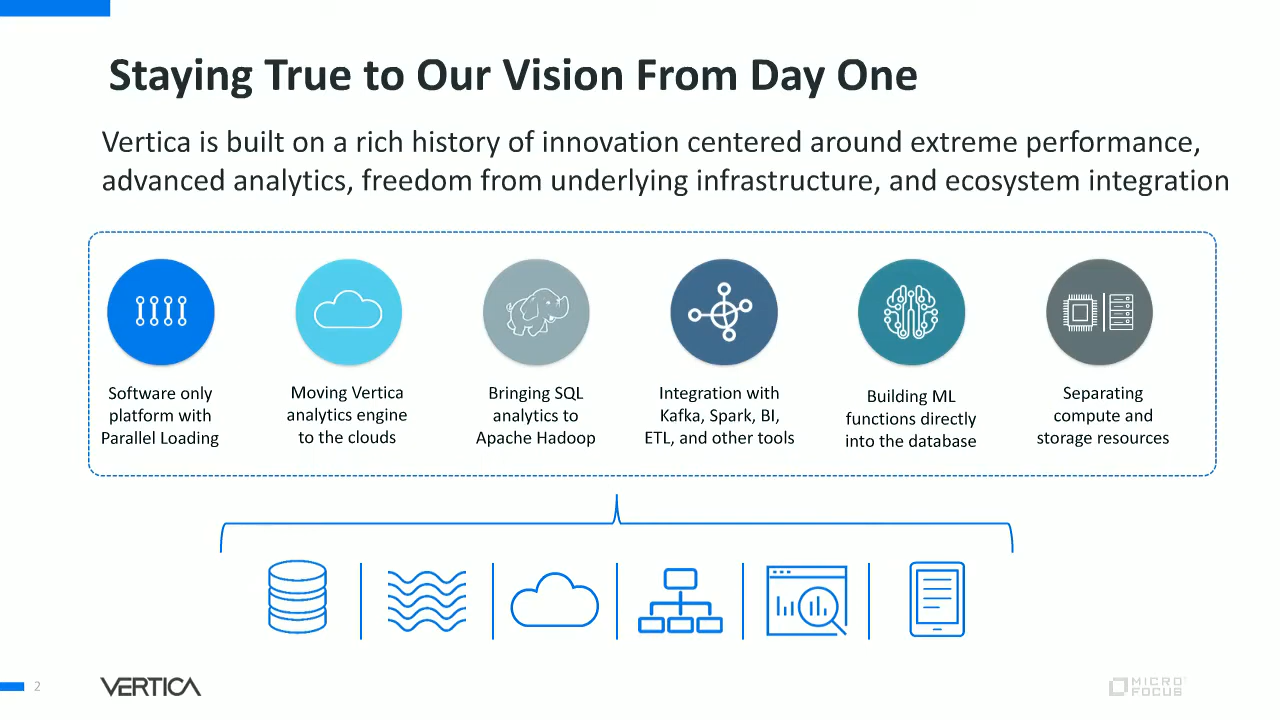 Staying True to Our Vision From Day One
Vertica is built on a rich history of innovation centered around extreme performance,
advanced analytics, freedom from underlying infrastructure, and ecosystem integration
Software only
platform with
Parallel Loading
Moving Vertica
analytics engine
to the clouds
Bringing SQL
analytics to
Apache Hadoop
Integration with
Kafka, Spark, BI,
ETL, and other tools
Building ML
functions directly
into the database
Separating
compute and
storage resources
2
VERTICA
MICRO
FOCUS